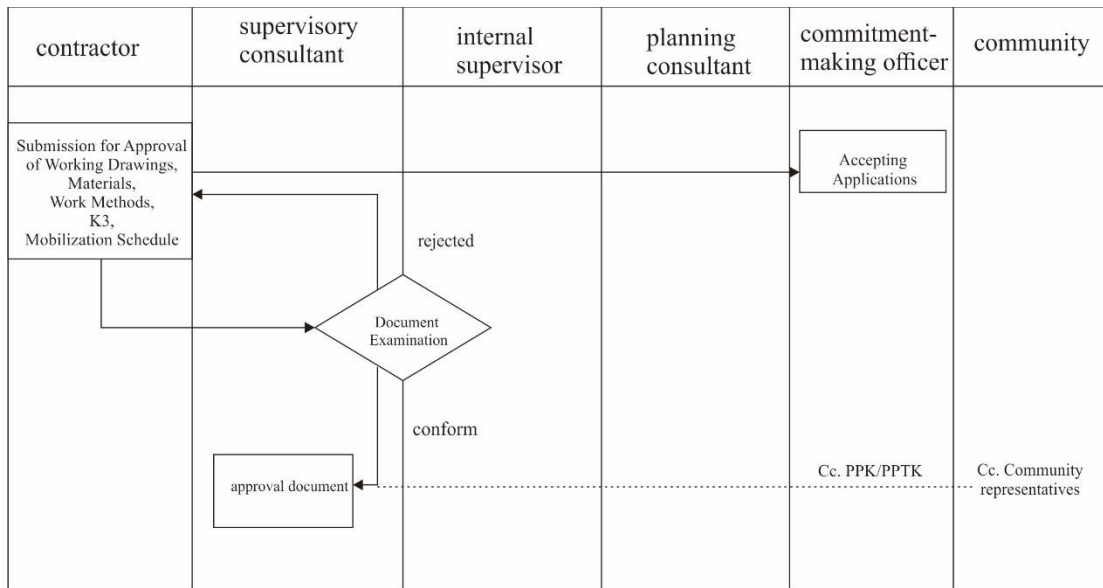 contractor
supervisory
consultant
internal
supervisor
planning
consultant
commitment-
making officer
community
Submission for Approval
of Working Drawings,
Materials,
Work Methods,
K3,
Mobilization Schedule
Accepting
Applications
rejected
Document
Examination
conform
approval document
Cc. PPK/PPTK
Cc. Community
representatives